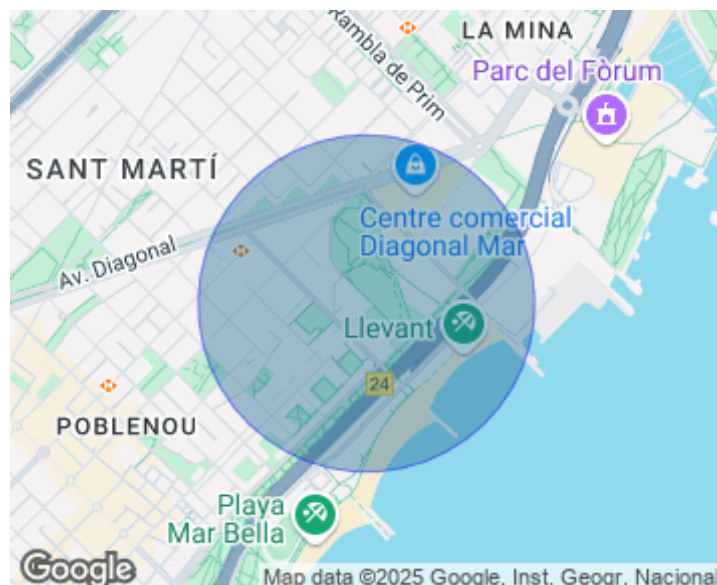 LA MINA
Rambla de Prim
Parc del Fòrum
SANT MARTÍ
Centre comercial
Diagonal Mar
Av. Diagonal
Llevant
24
POBLENOU
Playa
Mar Bella
Google
Map data ©2025 Google, Inst. Geogr. Nacional